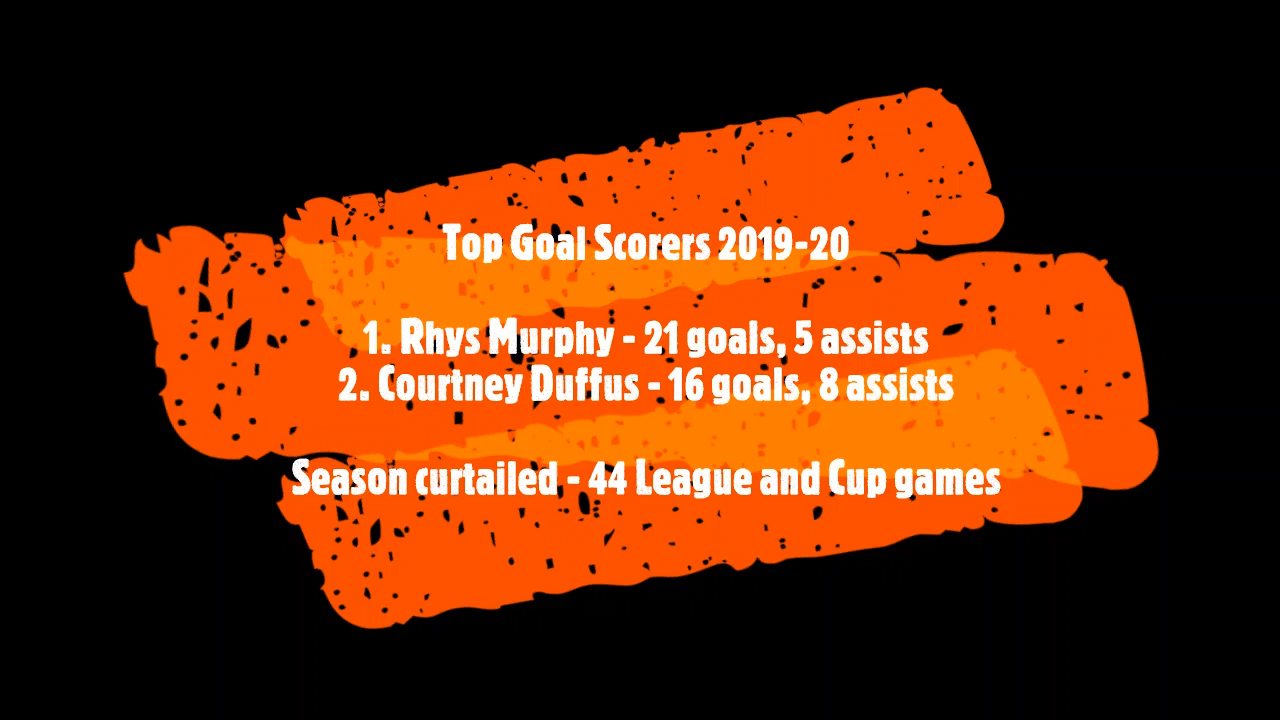 Top Goal Scorers 2019-20
1. Rhys Murphy - 21 goals, 5 assists
2. Courtney Duffus - 16 goals, 8 assists
Season curtailed - 44 League and Cup games